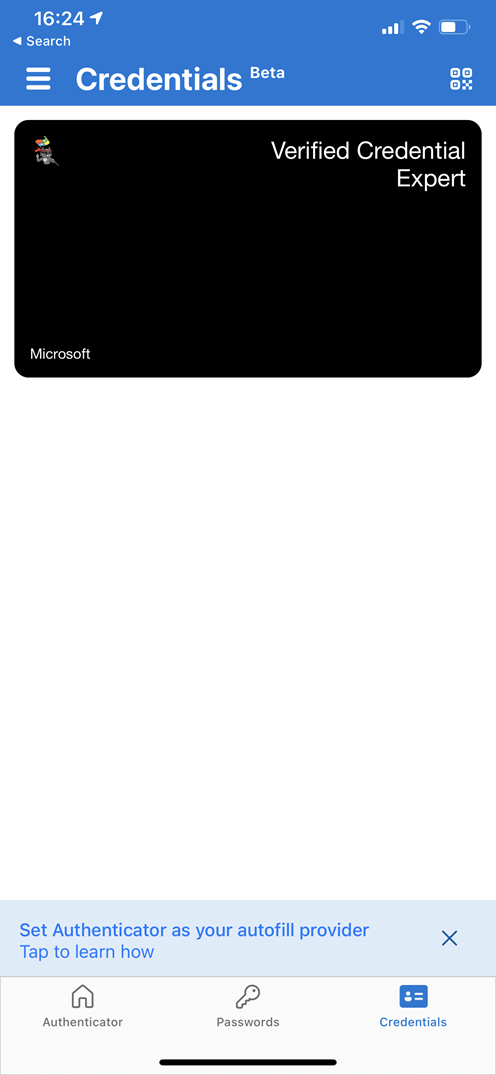 16:24
Search
Credentials Beta
Verified Credential
Expert
Microsoft
Set Authenticator as your autofill provider
Tap to learn how
Authenticator
Passwords
Credentials